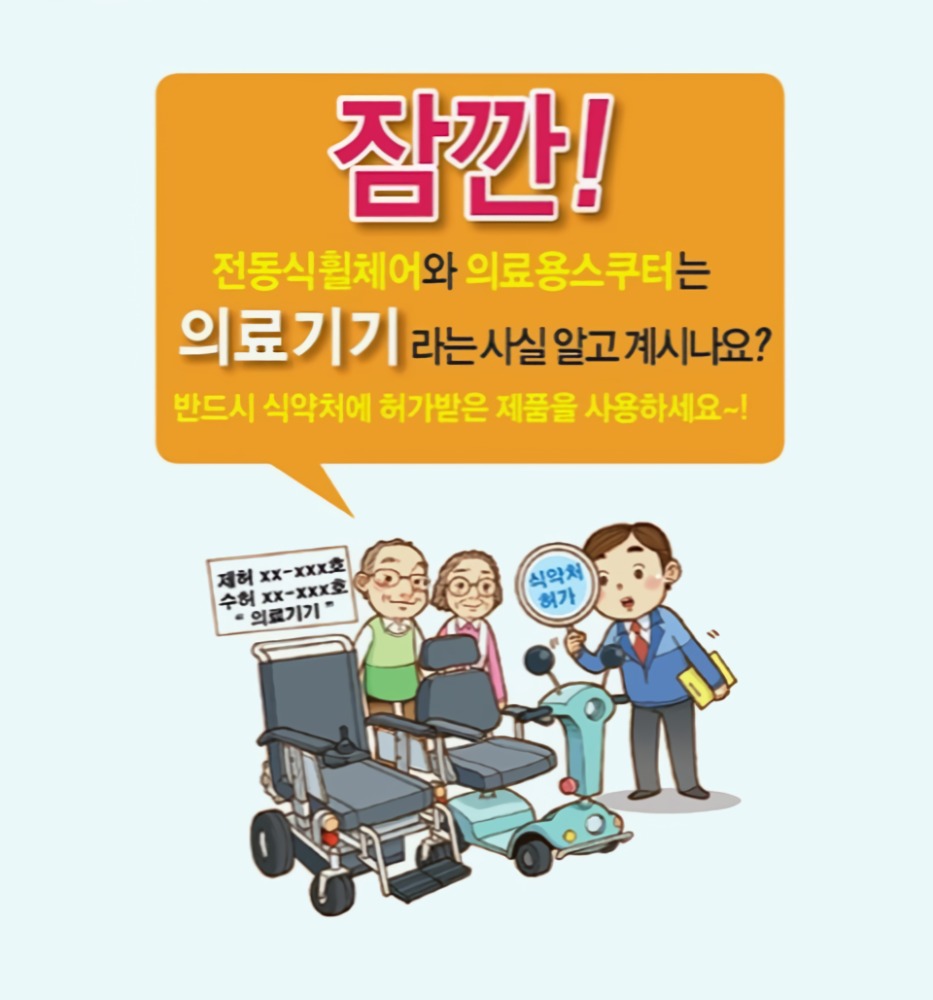 잠깐!
전동식휠체어와 의료용스쿠터는
의료기기 라는 사실 알고 계시나요?
반드시 식약처에 허가받은 제품을 사용하세요~!
제허 xx-xxx호
수허 xx-xxx호
“ 의료기기 ”
식약처
허가